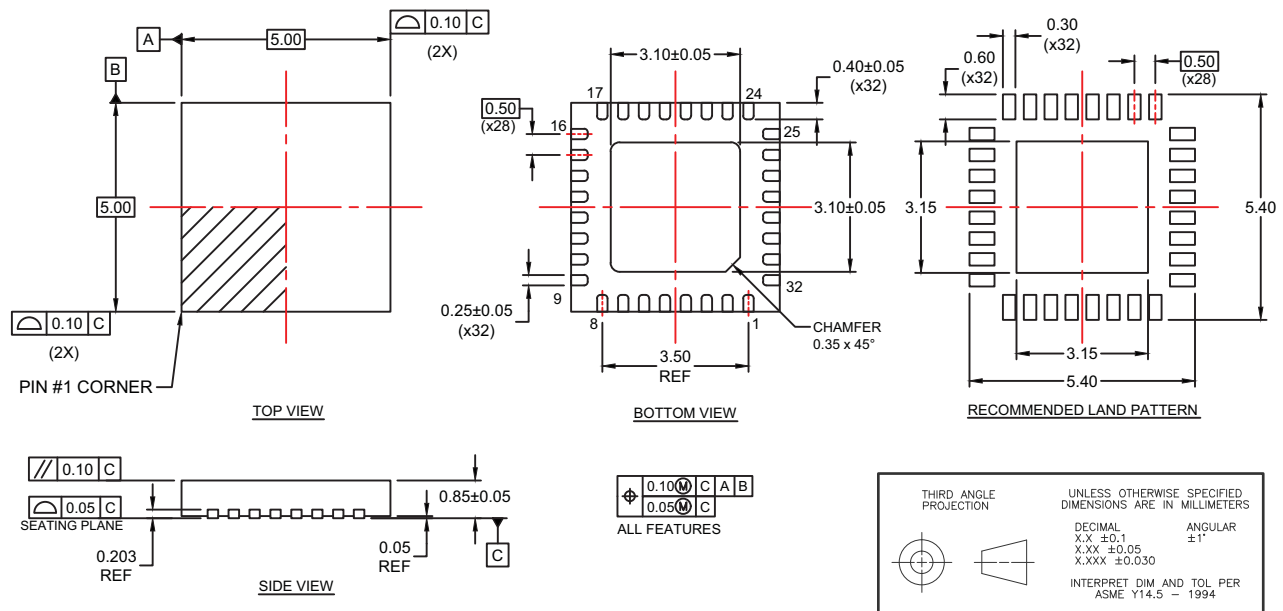 A
5.00
0.10 C
(2X)
B
5.00
0.10 C
(2X)
PIN #1 CORNER
TOP VIEW
3.10±0.05
0.40±0.05
(x32)
17
24
0.50
(x28)
16
25
3.10±0.05
9
32
0.25±0.05
(x32)
8
1
CHAMFER
0.35 x 45°
3.50
REF
BOTTOM VIEW
0.30
(x32)
0.60
(x32)
0.50
(x28)
3.15
5.40
3.15
5.40
RECOMMENDED LAND PATTERN
// 0.10 C
0.05 C
SEATING PLANE
0.203
REF
0.85±0.05
0.05
REF
C
SIDE VIEW
0.10 Ⓜ C A B
0.05 Ⓜ C
ALL FEATURES
THIRD ANGLE
PROJECTION
UNLESS OTHERWISE SPECIFIED
DIMENSIONS ARE IN MILLIMETERS
DECIMAL ANGULAR
X.X ±0.1 ±1°
X.XX ±0.05
X.XXX ±0.030
INTERPRET DIM AND TOL PER
ASME Y14.5 – 1994